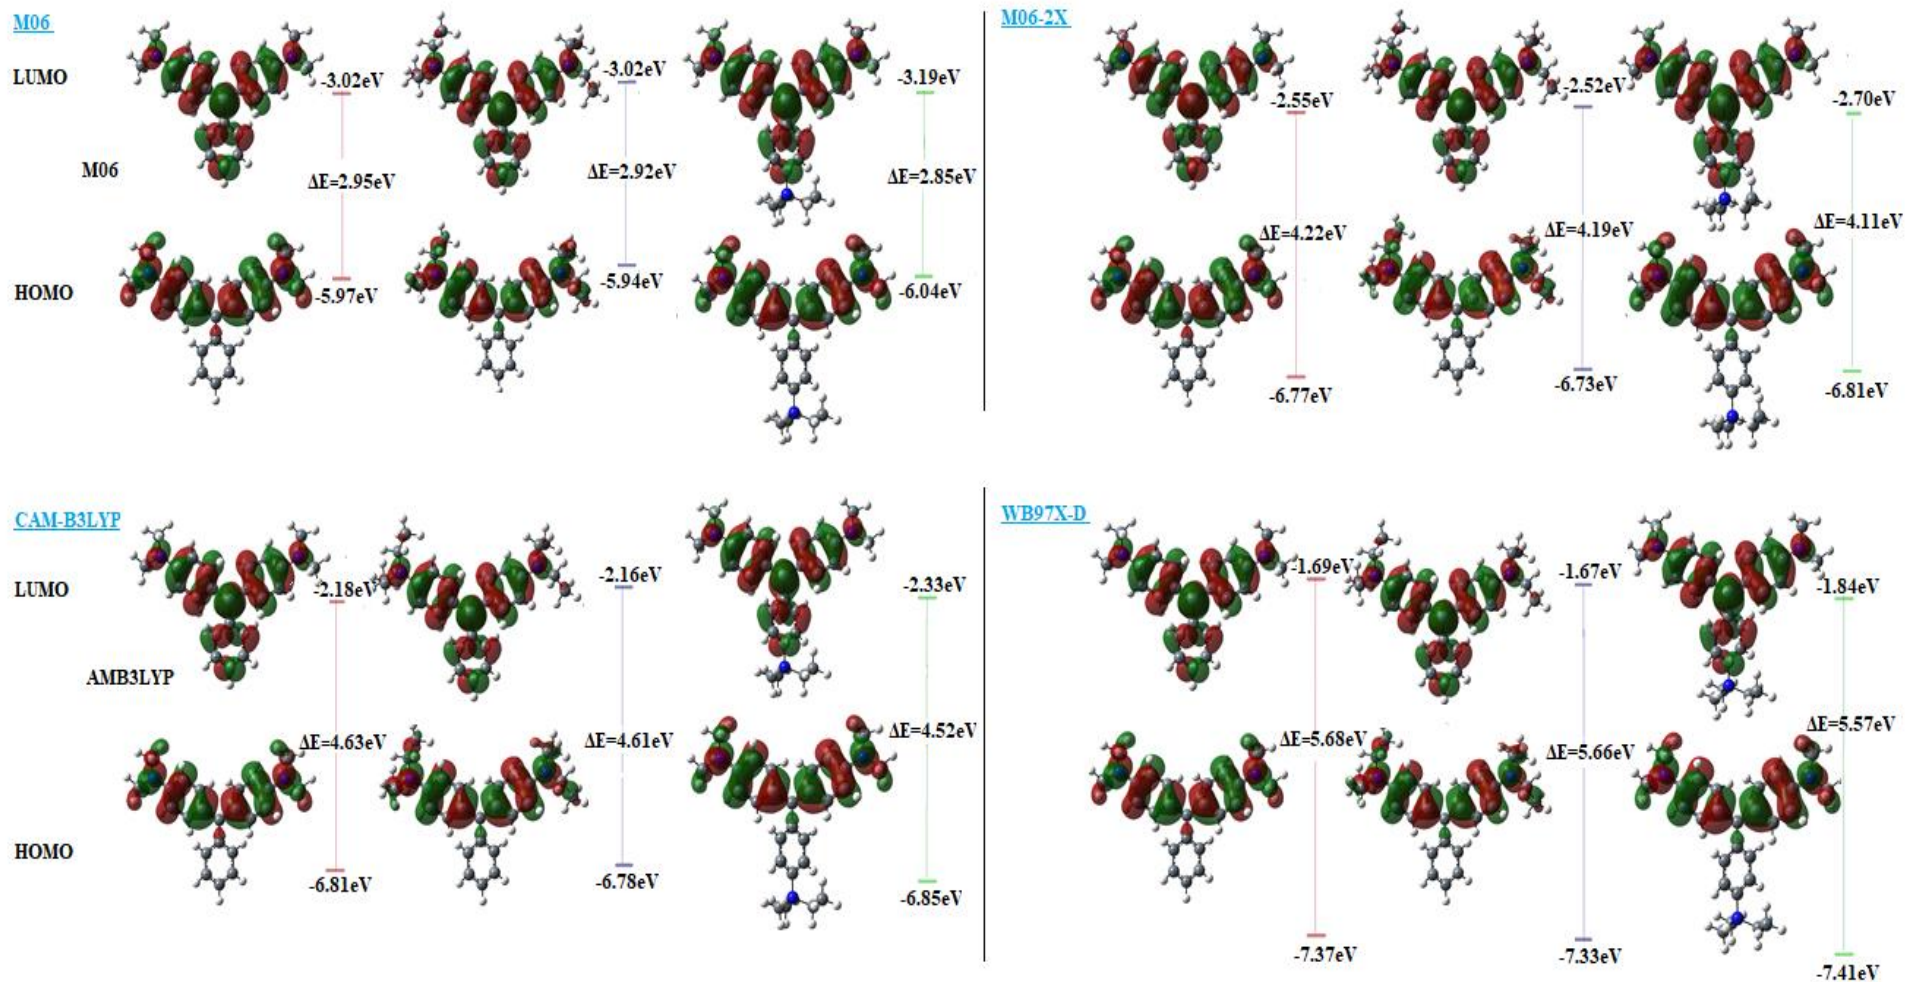 M06
LUMO
-3.02eV
-3.02eV
-3.19eV
M06
ΔE=2.95eV
ΔE=2.92eV
ΔE=2.85eV
HOMO
-5.97eV
-5.94eV
-6.04eV
M06-2X
-2.55eV
-2.52eV
-2.70eV
ΔE=4.22eV
ΔE=4.19eV
ΔE=4.11eV
-6.77eV
-6.73eV
-6.81eV
CAM-B3LYP
LUMO
-2.18eV
-2.16eV
-2.33eV
AMB3LYP
ΔE=4.63eV
ΔE=4.61eV
ΔE=4.52eV
HOMO
-6.81eV
-6.78eV
-6.85eV
WB97X-D
-1.69eV
-1.67eV
-1.84eV
ΔE=5.68eV
ΔE=5.66eV
ΔE=5.57eV
-7.37eV
-7.33eV
-7.41eV